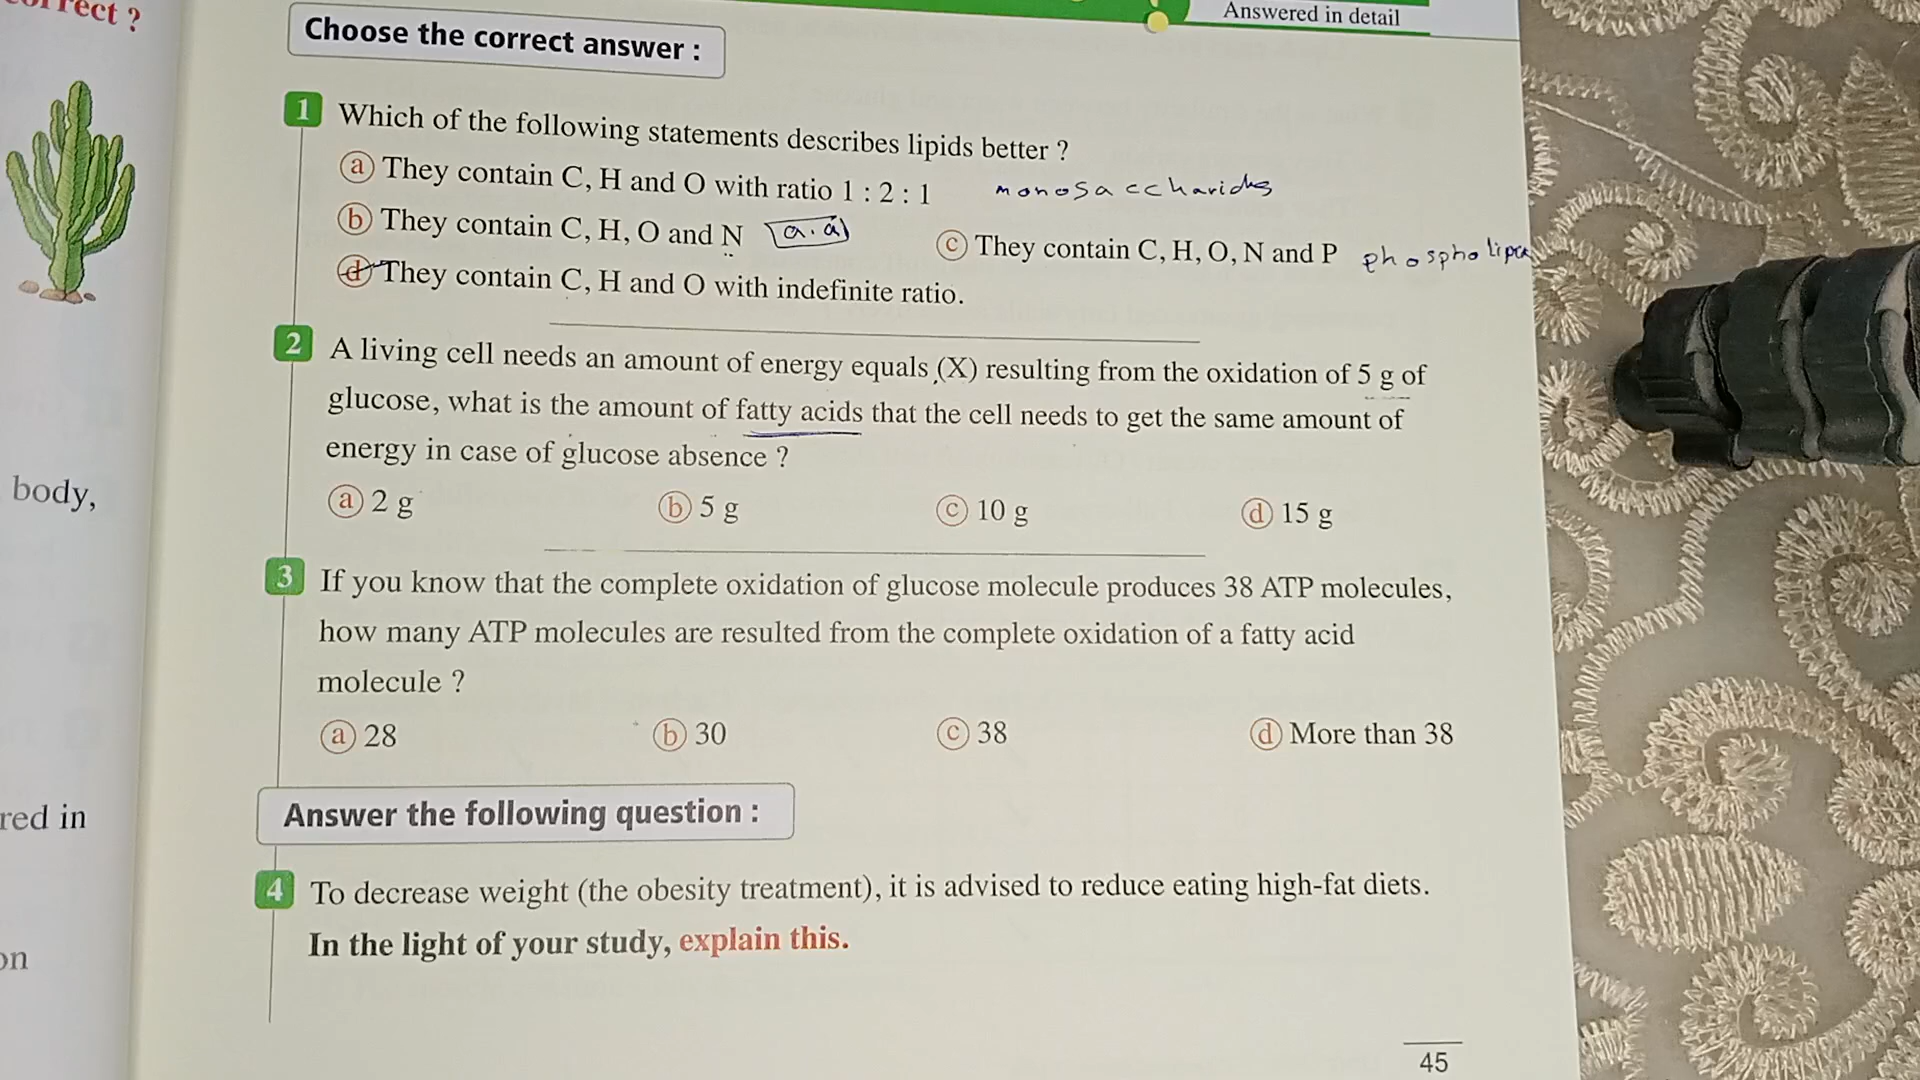 Answered in detail
Choose the correct answer :
1 Which of the following statements describes lipids better ?
a They contain C, H and O with ratio 1 : 2 : 1 monosaccharides
b They contain C, H, O and N a.a
c They contain C, H, O, N and P
d They contain C, H and O with indefinite ratio.
2 A living cell needs an amount of energy equals (X) resulting from the oxidation of 5 g of
glucose, what is the amount of fatty acids that the cell needs to get the same amount of
energy in case of glucose absence ?
a 2 g b 5 g c 10 g d 15 g
3 If you know that the complete oxidation of glucose molecule produces 38 ATP molecules,
how many ATP molecules are resulted from the complete oxidation of a fatty acid
molecule ?
a 28 b 30 c 38 d More than 38
Answer the following question :
4 To decrease weight (the obesity treatment), it is advised to reduce eating high-fat diets.
In the light of your study, explain this.
45
body,
red in
on